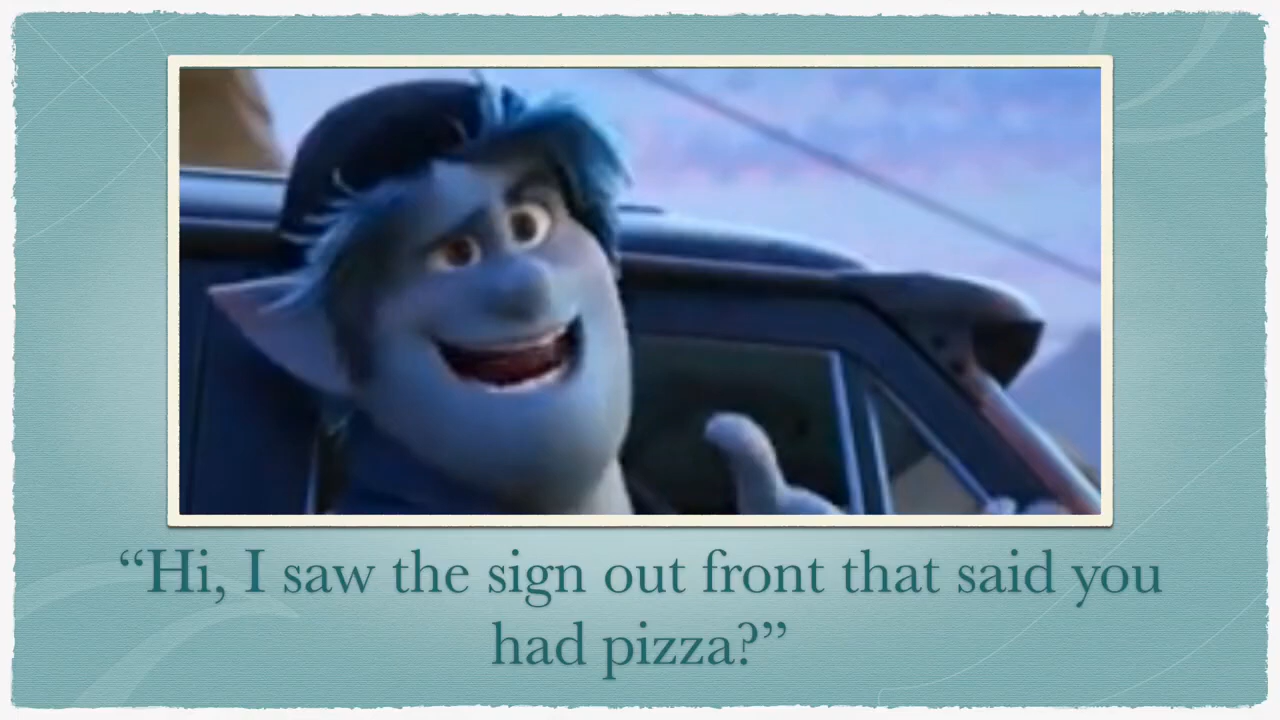 “Hi, I saw the sign out front that said you
had pizza?”